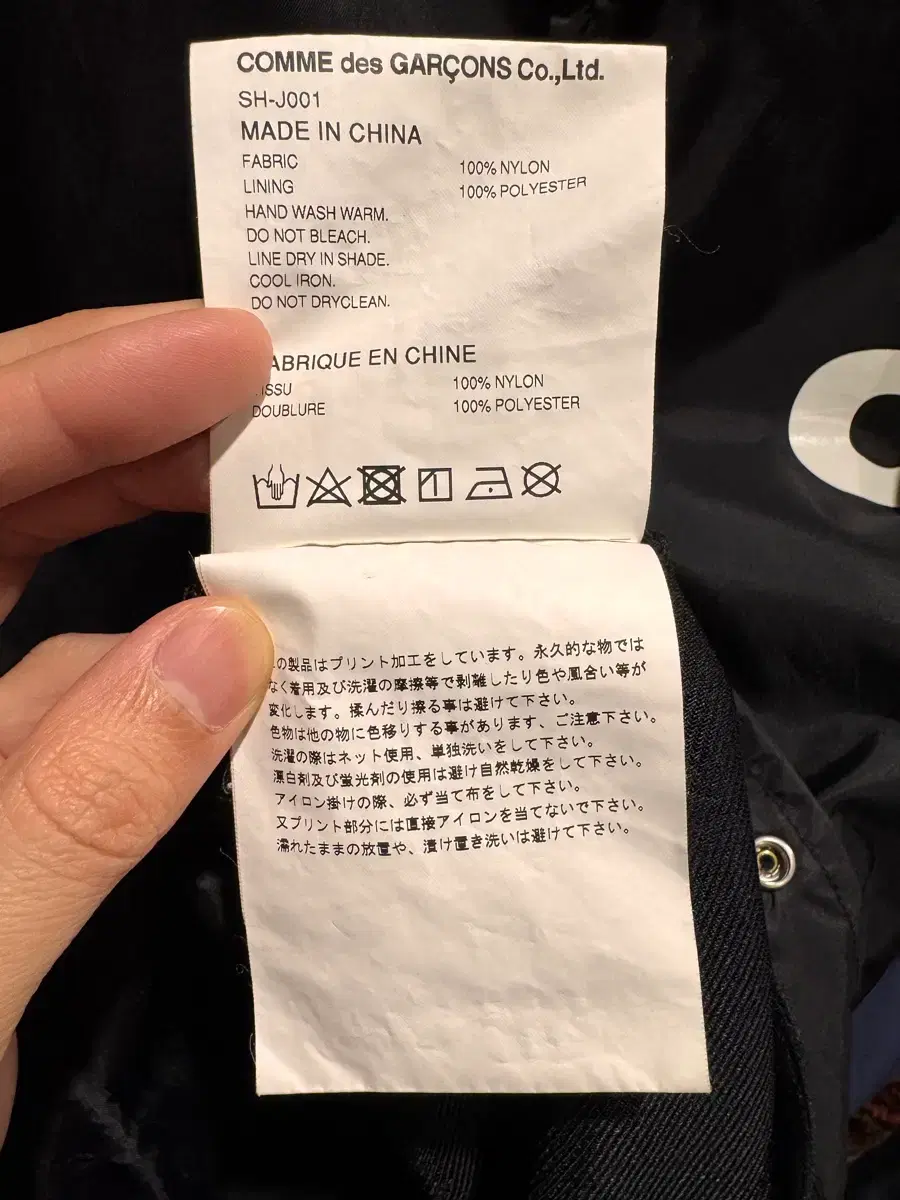 COMME des GARÇONS Co.,Ltd.
SH-J001
MADE IN CHINA
FABRIC 100% NYLON
LINING 100% POLYESTER
HAND WASH WARM.
DO NOT BLEACH.
LINE DRY IN SHADE.
COOL IRON.
DO NOT DRYCLEAN.
ABRIQUE EN CHINE
ISSU 100% NYLON
DOUBLURE 100% POLYESTER
の製品はプリント加工をしています。永久的な物では
なく着用及び洗濯の摩擦等で剥離したり色や風合い等が
変化します。揉んだり擦る事は避けて下さい。
色物は他の物に色移りする事があります、ご注意下さい。
洗濯の際はネット使用、単独洗いをして下さい。
漂白剤及び蛍光剤の使用は避け自然乾燥をして下さい。
アイロン掛けの際、必ず当て布をして下さい。
又プリント部分には直接アイロンを当てないで下さい。
濡れたままの放置や、漬け置き洗いは避けて下さい。